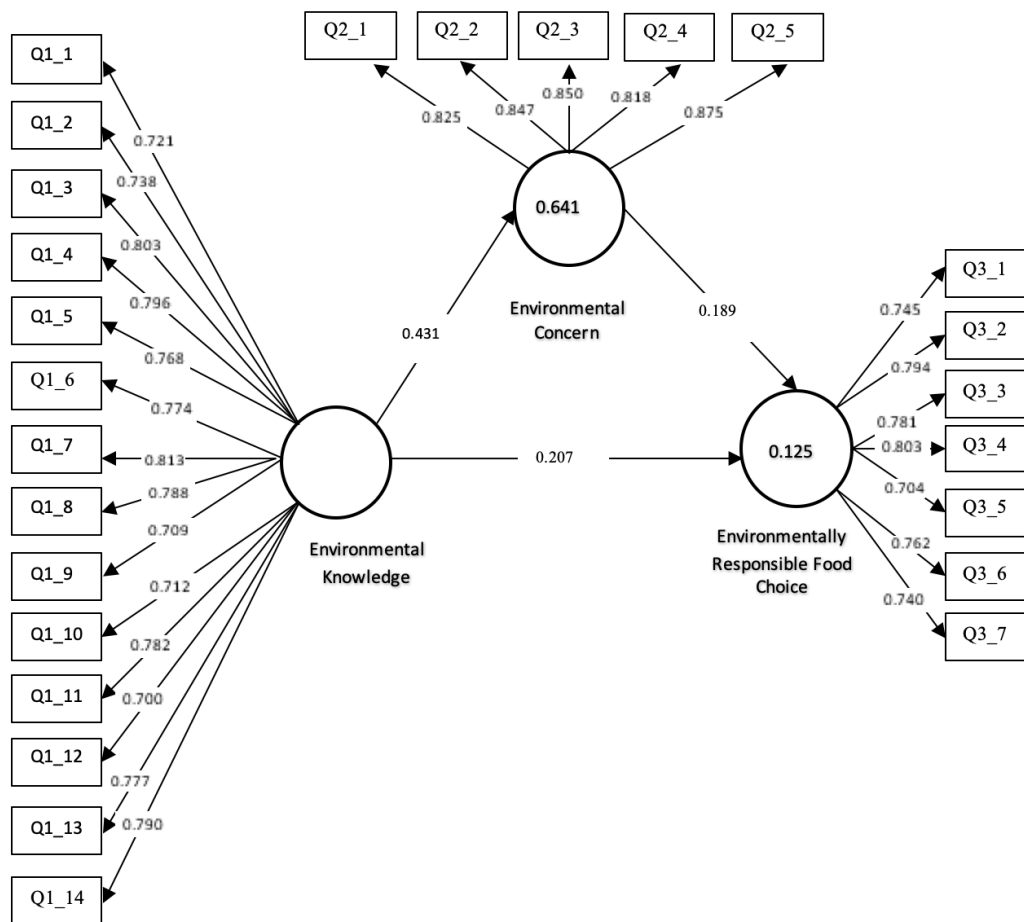 Q1_1
Q1_2
Q1_3
Q1_4
Q1_5
Q1_6
Q1_7
Q1_8
Q1_9
Q1_10
Q1_11
Q1_12
Q1_13
Q1_14
0.721
0.738
0.803
0.796
0.768
0.774
0.813
0.788
0.709
0.712
0.782
0.700
0.777
0.790
Environmental
Knowledge
0.431
0.207
Q2_1
Q2_2
Q2_3
Q2_4
Q2_5
0.825
0.847
0.850
0.818
0.875
0.641
Environmental
Concern
0.189
0.125
Environmentally
Responsible Food
Choice
0.745
0.794
0.781
0.803
0.704
0.762
0.740
Q3_1
Q3_2
Q3_3
Q3_4
Q3_5
Q3_6
Q3_7